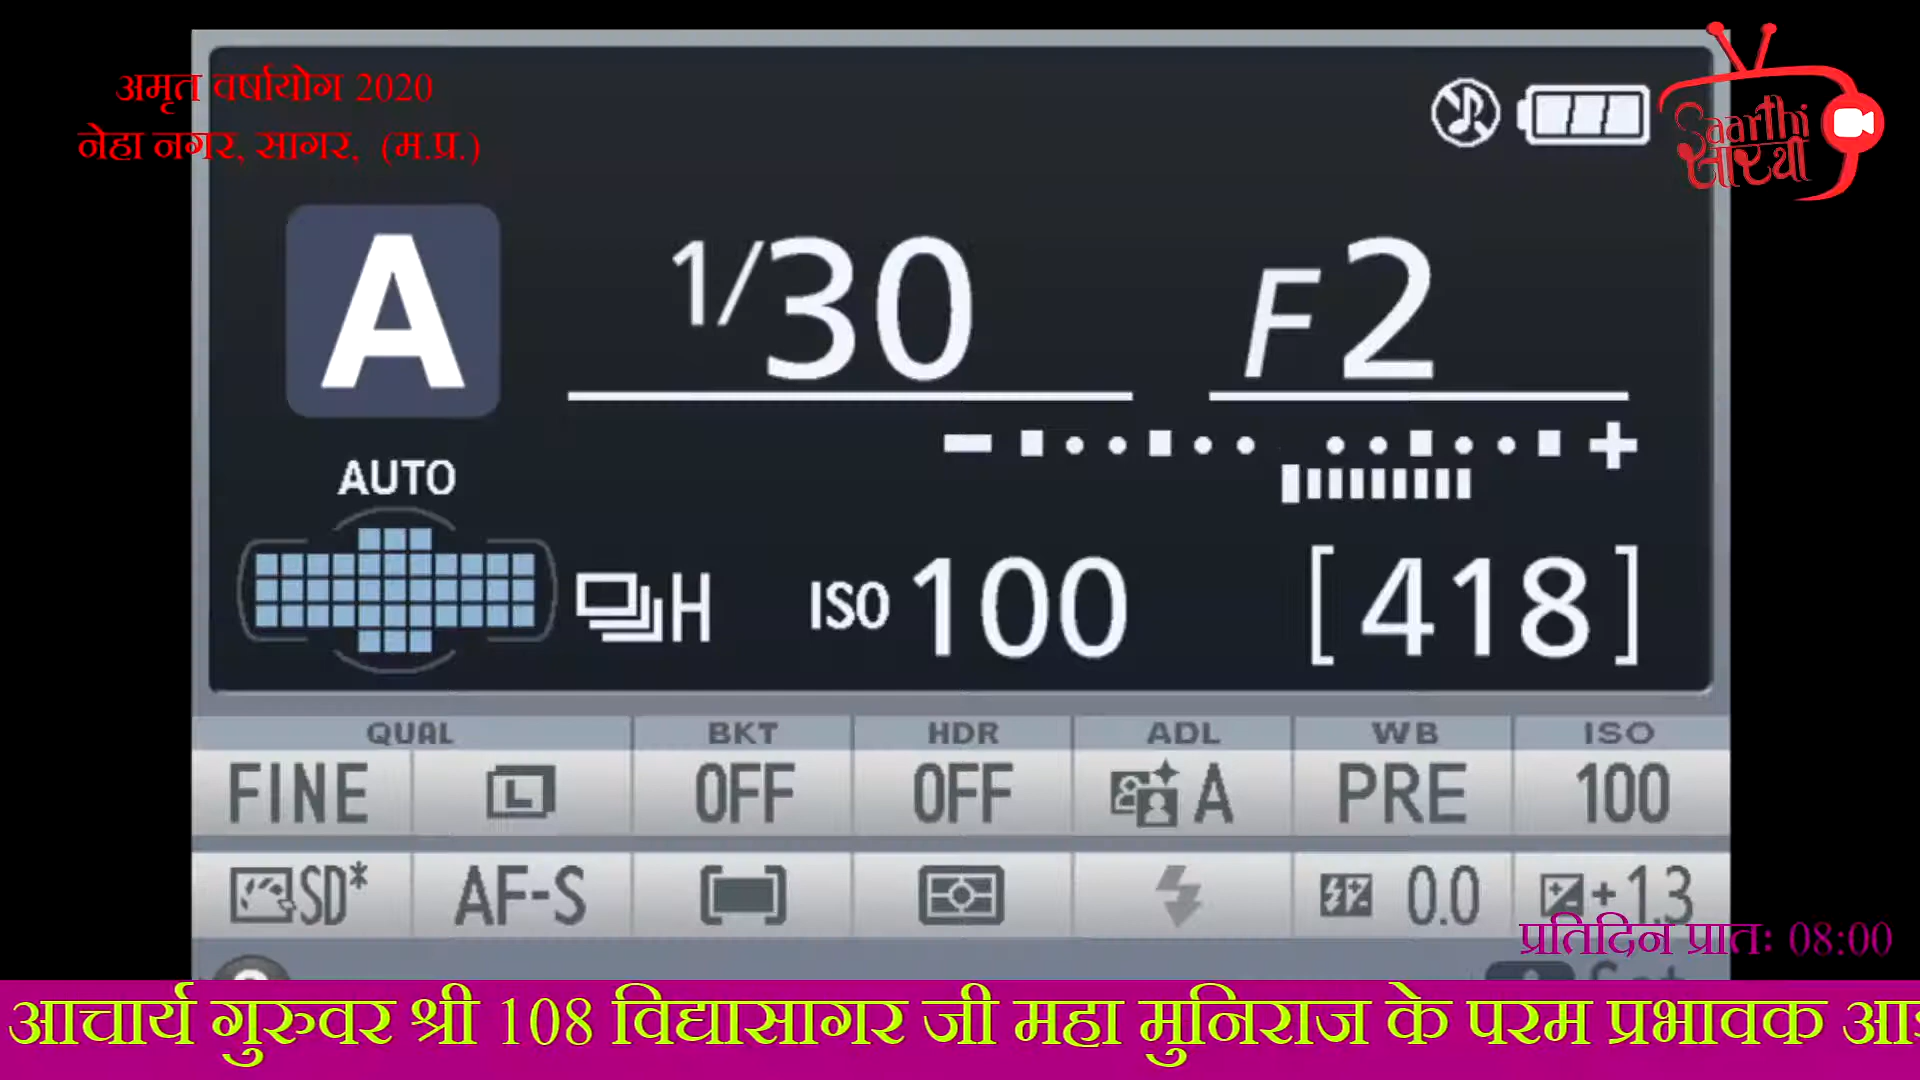 अमृत वर्षायोग 2020
नेहा नगर, सागर, (म.प्र.)
Saarthi
सारथी
A
1/30
F2
AUTO
H
ISO 100
[418]
QUAL BKT HDR ADL WB ISO
FINE L OFF OFF A PRE 100
SD* AF-S 0.0 +1.3
प्रतिदिन प्रातः 08:00
आचार्य गुरुवर श्री 108 विद्यासागर जी महा मुनिराज के परम प्रभावक